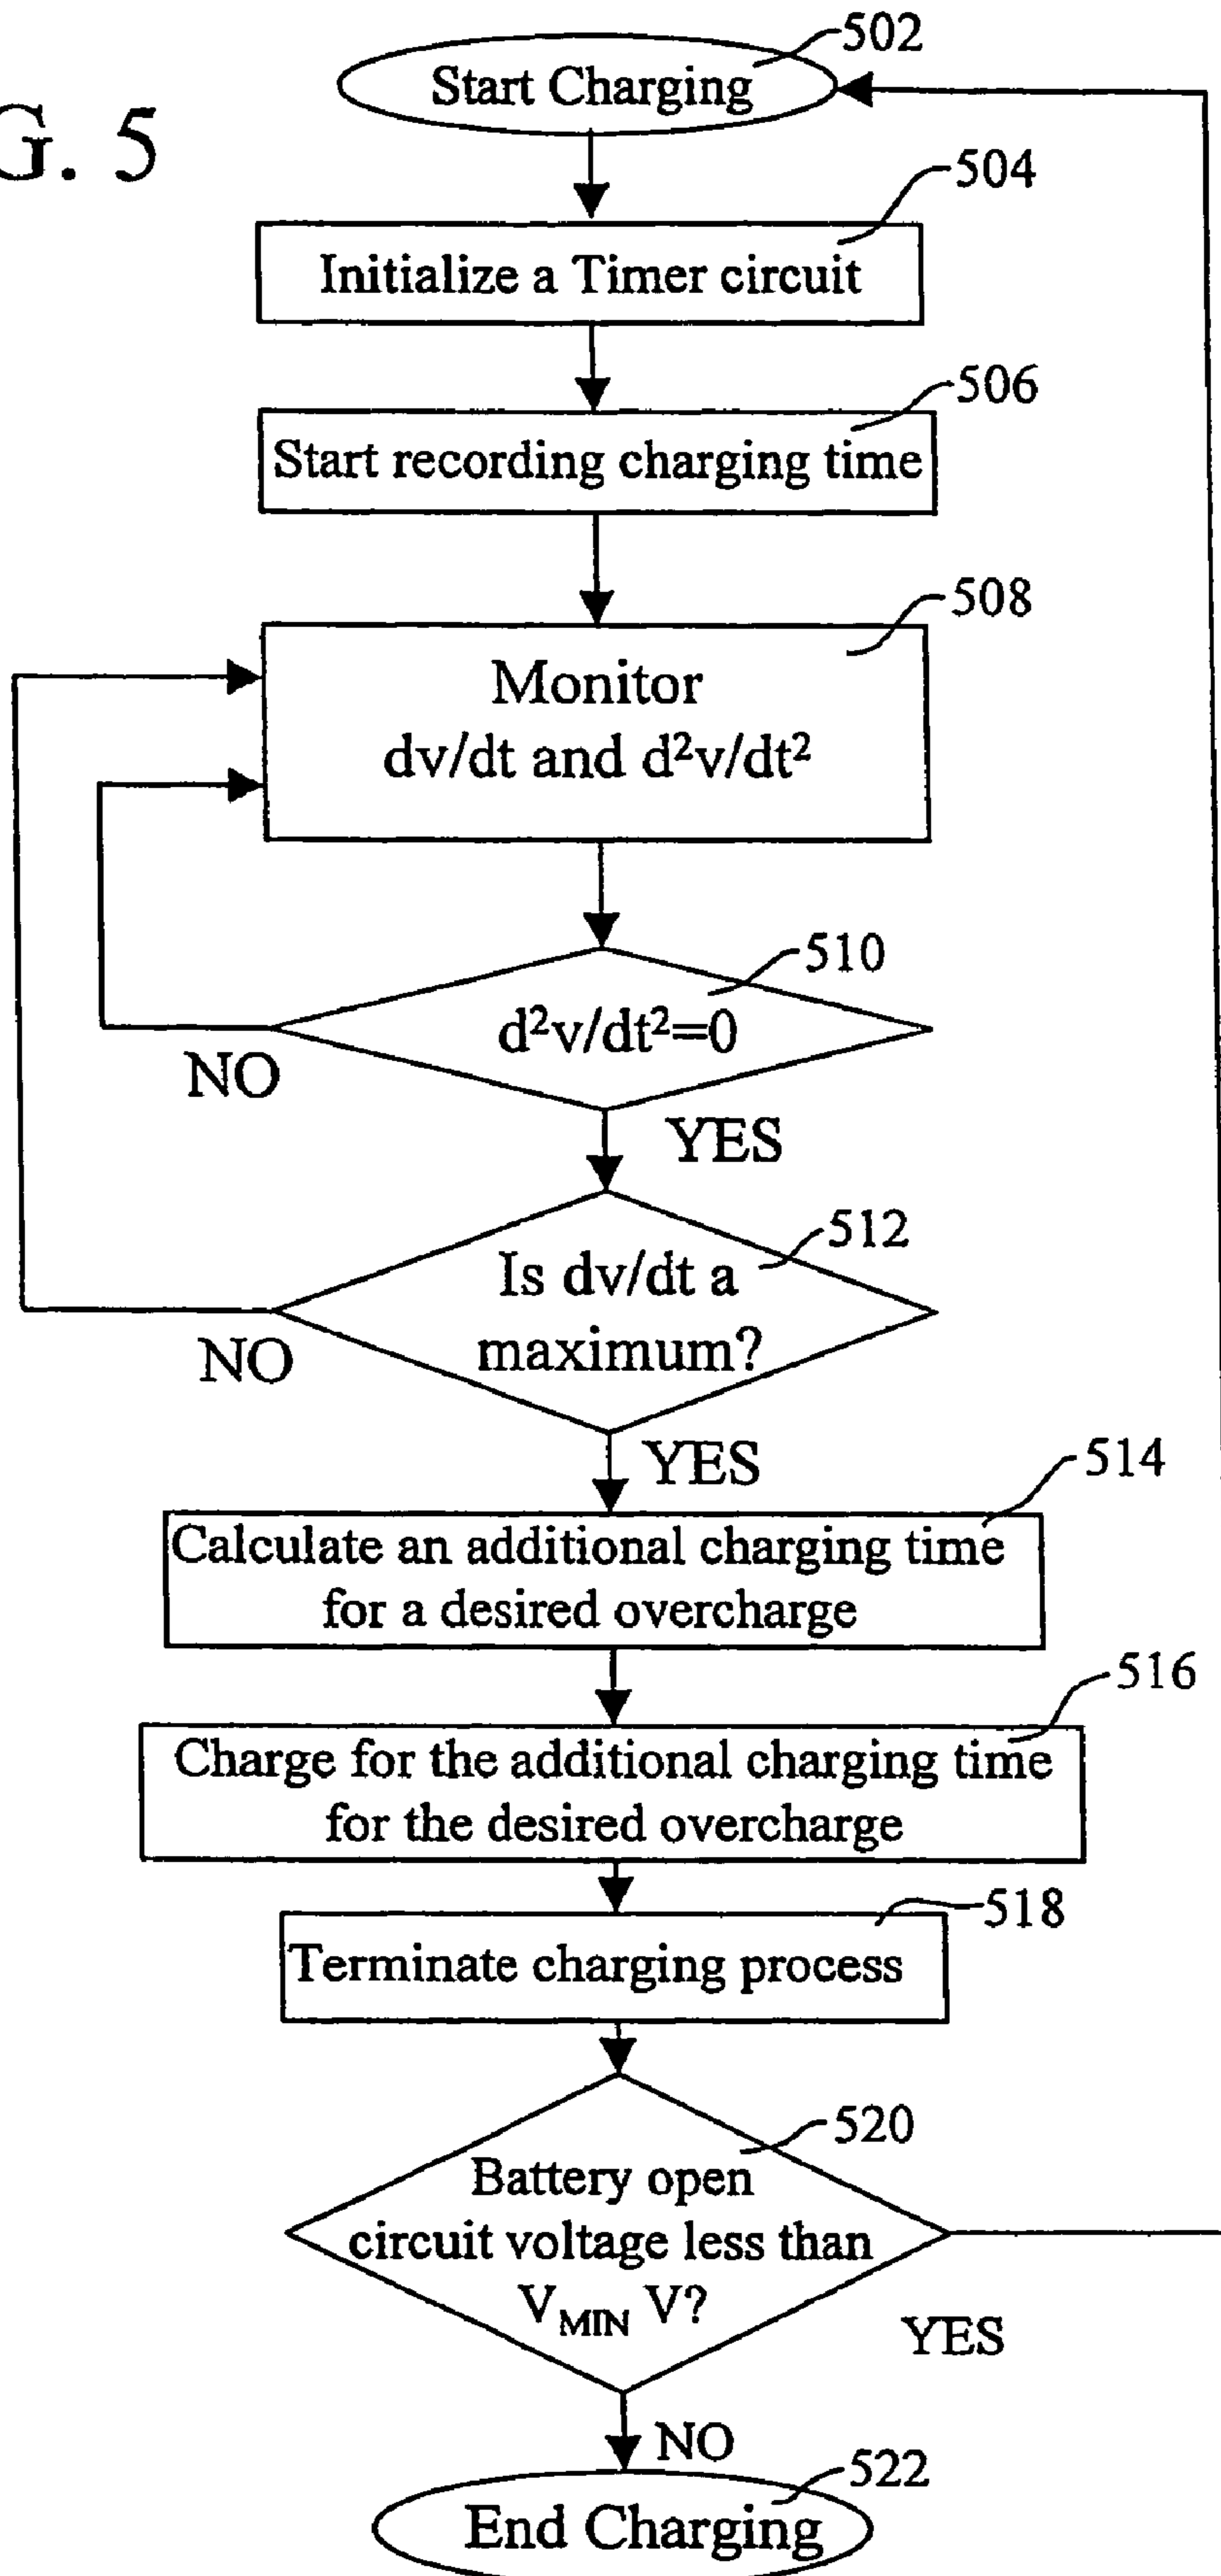 G. 5
502
Start Charging
504
Initialize a Timer circuit
506
Start recording charging time
508
Monitor
dv/dt and d²v/dt²
510
d²v/dt²=0
NO
YES
512
Is dv/dt a
maximum?
NO
YES
514
Calculate an additional charging time
for a desired overcharge
516
Charge for the additional charging time
for the desired overcharge
518
Terminate charging process
520
Battery open
circuit voltage less than
V_MIN V?
YES
NO
522
End Charging